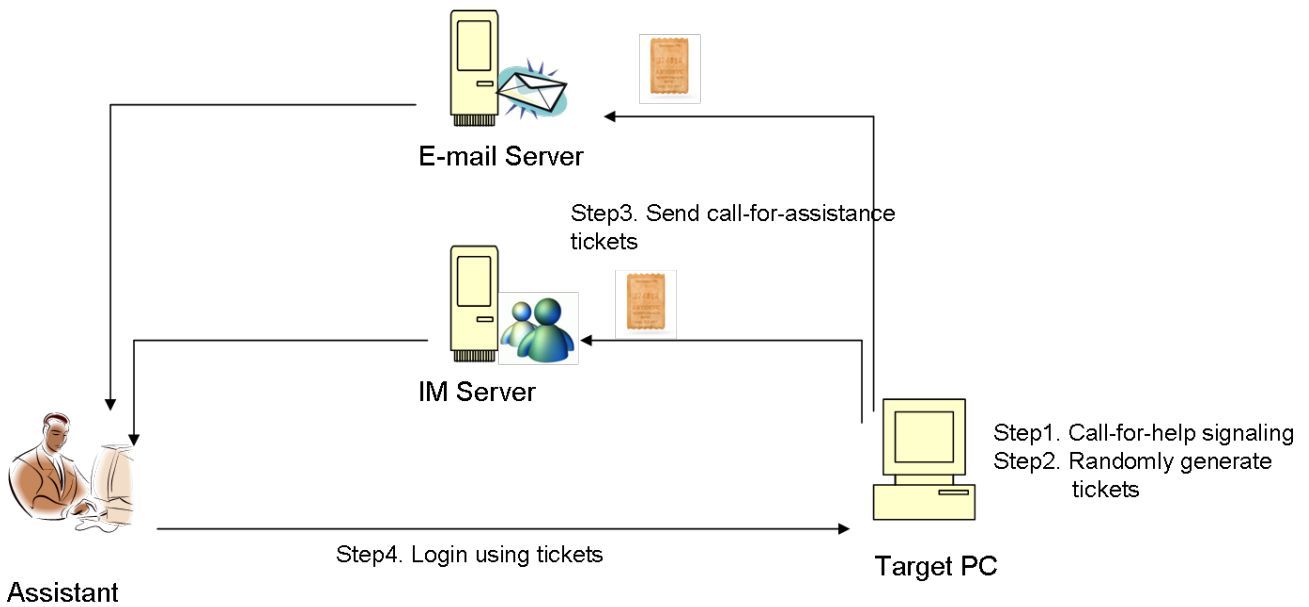 E-mail Server
Step3. Send call-for-assistance
tickets
IM Server
Step1. Call-for-help signaling
Step2. Randomly generate
tickets
Step4. Login using tickets
Target PC
Assistant